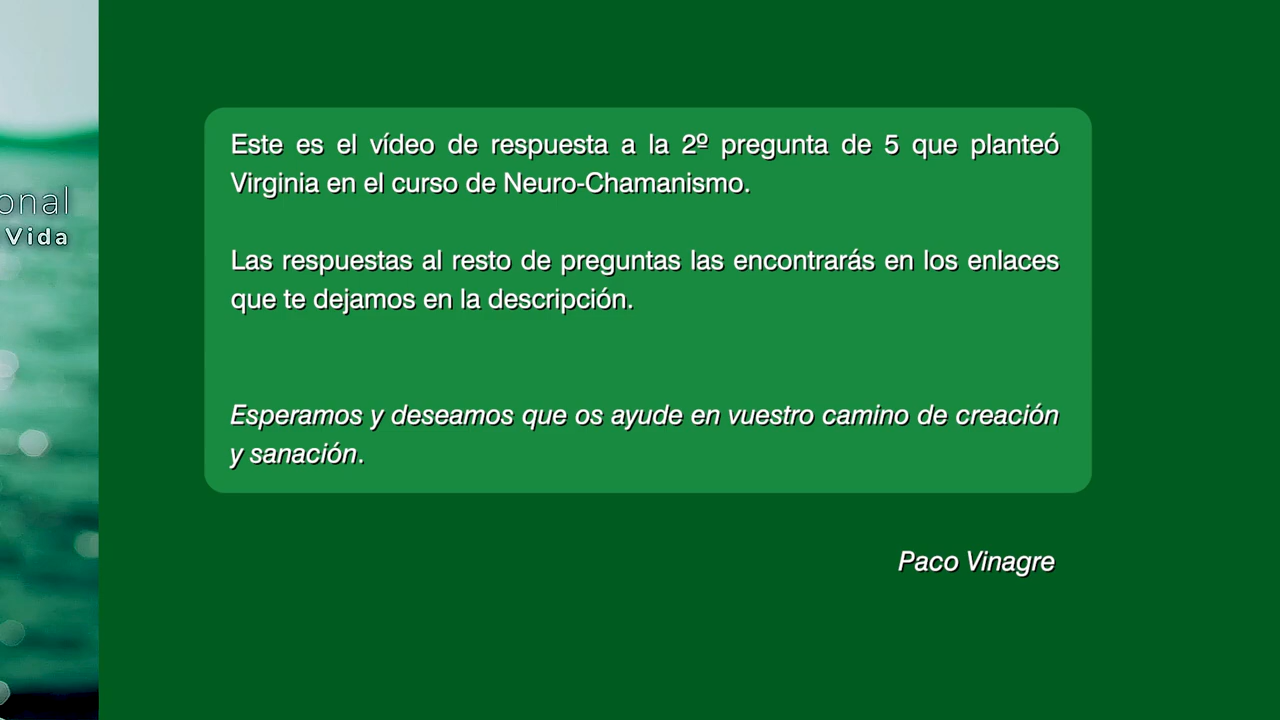 onal
Vida
Este es el vídeo de respuesta a la 2º pregunta de 5 que planteó
Virginia en el curso de Neuro-Chamanismo.
Las respuestas al resto de preguntas las encontrarás en los enlaces
que te dejamos en la descripción.
Esperamos y deseamos que os ayude en vuestro camino de creación
y sanación.
Paco Vinagre